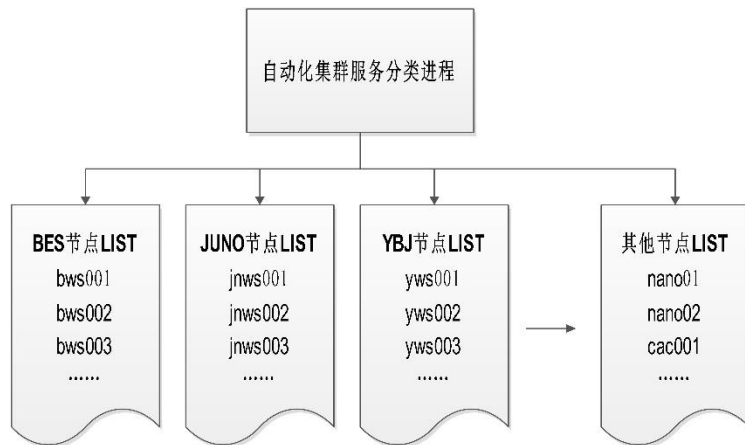 自动化集群服务分类进程
BES节点LIST
bws001
bws002
bws003
......
JUNO节点LIST
jnws001
jnws002
jnws003
......
YBJ节点LIST
yws001
yws002
yws003
......
其他节点LIST
nano01
nano02
cac001
......